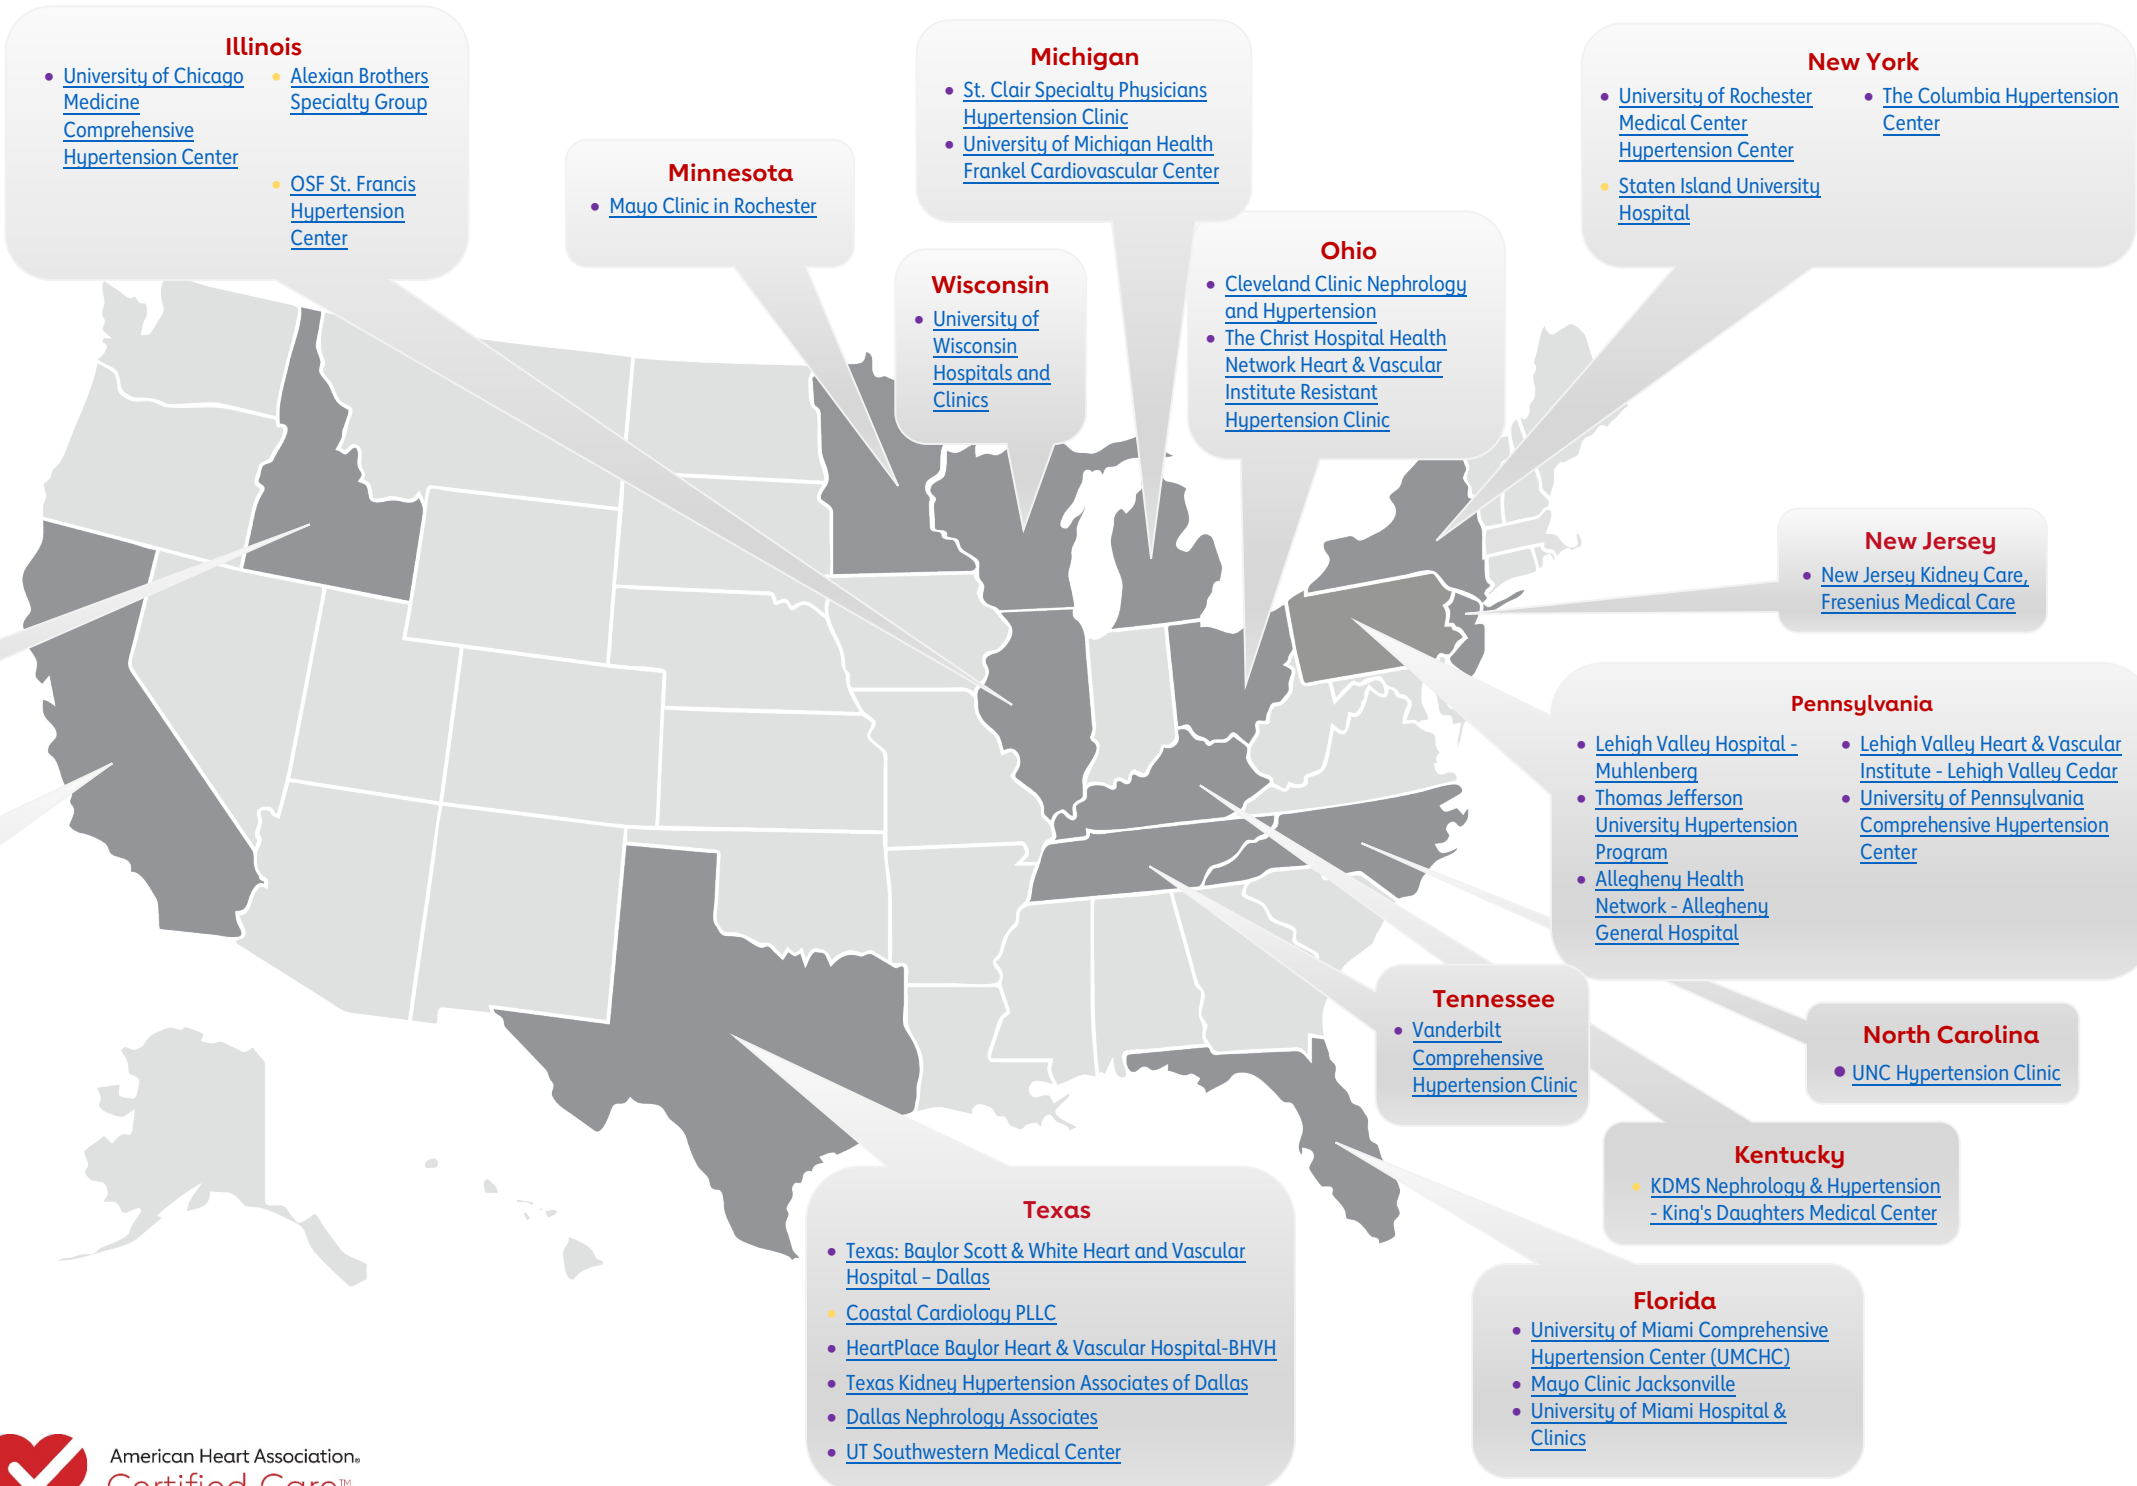 Illinois
• University of Chicago
Medicine
Comprehensive
Hypertension Center
• Alexian Brothers
Specialty Group
• OSF St. Francis
Hypertension
Center
Minnesota
• Mayo Clinic in Rochester
Michigan
• St. Clair Specialty Physicians
Hypertension Clinic
• University of Michigan Health
Frankel Cardiovascular Center
Wisconsin
• University of
Wisconsin
Hospitals and
Clinics
Ohio
• Cleveland Clinic Nephrology
and Hypertension
• The Christ Hospital Health
Network Heart & Vascular
Institute Resistant
Hypertension Clinic
New York
• University of Rochester
Medical Center
Hypertension Center
• Staten Island University
Hospital
• The Columbia Hypertension
Center
New Jersey
• New Jersey Kidney Care,
Fresenius Medical Care
Pennsylvania
• Lehigh Valley Hospital -
Muhlenberg
• Thomas Jefferson
University Hypertension
Program
• Allegheny Health
Network - Allegheny
General Hospital
• Lehigh Valley Heart & Vascular
Institute - Lehigh Valley Cedar
• University of Pennsylvania
Comprehensive Hypertension
Center
Tennessee
• Vanderbilt
Comprehensive
Hypertension Clinic
North Carolina
• UNC Hypertension Clinic
Kentucky
• KDMS Nephrology & Hypertension
- King's Daughters Medical Center
Texas
• Texas: Baylor Scott & White Heart and Vascular
Hospital – Dallas
• Coastal Cardiology PLLC
• HeartPlace Baylor Heart & Vascular Hospital-BHVH
• Texas Kidney Hypertension Associates of Dallas
• Dallas Nephrology Associates
• UT Southwestern Medical Center
Florida
• University of Miami Comprehensive
Hypertension Center (UMCHC)
• Mayo Clinic Jacksonville
• University of Miami Hospital &
Clinics
American Heart Association®
Certified Care™